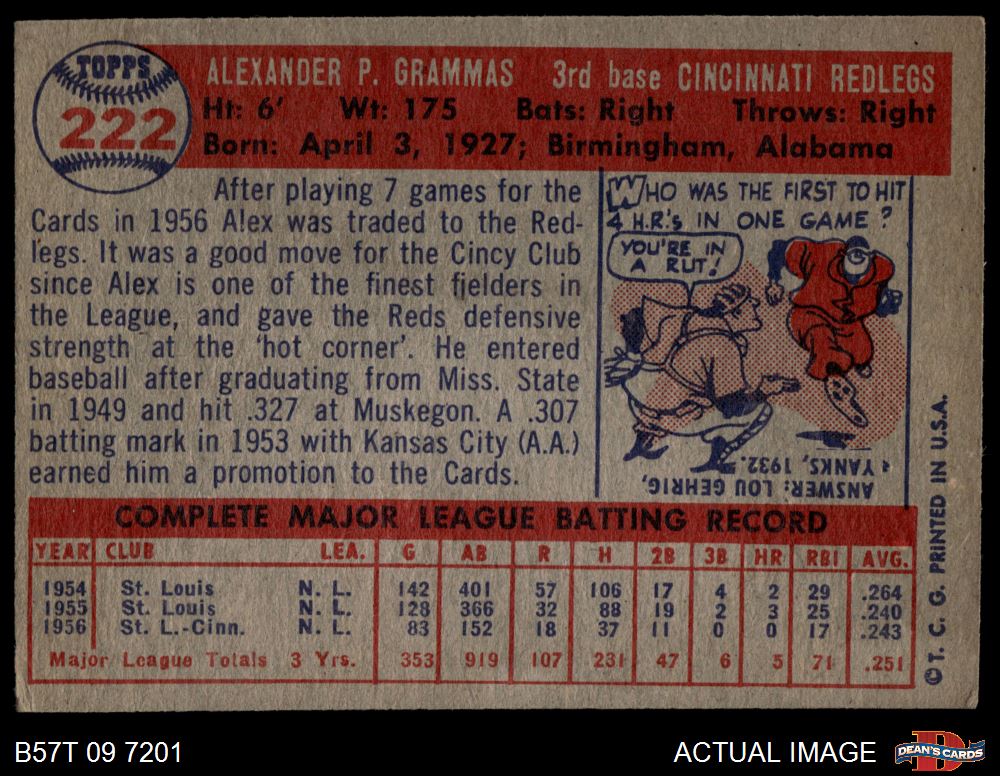 TOPPS
222
ALEXANDER P. GRAMMAS 3rd base CINCINNATI REDLEGS
Ht: 6' Wt: 175 Bats: Right Throws: Right
Born: April 3, 1927; Birmingham, Alabama
After playing 7 games for the
Cards in 1956 Alex was traded to the Red-
legs. It was a good move for the Cincy Club
since Alex is one of the finest fielders in
the League, and gave the Reds defensive
strength at the 'hot corner'. He entered
baseball after graduating from Miss. State
in 1949 and hit .327 at Muskegon. A .307
batting mark in 1953 with Kansas City (A.A.)
earned him a promotion to the Cards.
WHO WAS THE FIRST TO HIT
4 H.R.'s IN ONE GAME?
YOU'RE IN
A RUT!
ANSWER: LOU GEHRIG,
YANKS, 1932.
COMPLETE MAJOR LEAGUE BATTING RECORD
YEAR CLUB LEA. G AB R H 2B 3B HR RBI AVG.
1954 St. Louis N. L. 142 401 57 106 17 4 2 29 .264
1955 St. Louis N. L. 128 366 32 88 19 2 3 25 .240
1956 St. L.-Cinn. N. L. 83 152 18 37 11 0 0 17 .243
Major League Totals 3 Yrs. 353 919 107 231 47 6 5 71 .251
© T. C. G. PRINTED IN U.S.A.
B57T 09 7201
ACTUAL IMAGE
DEAN'S CARDS